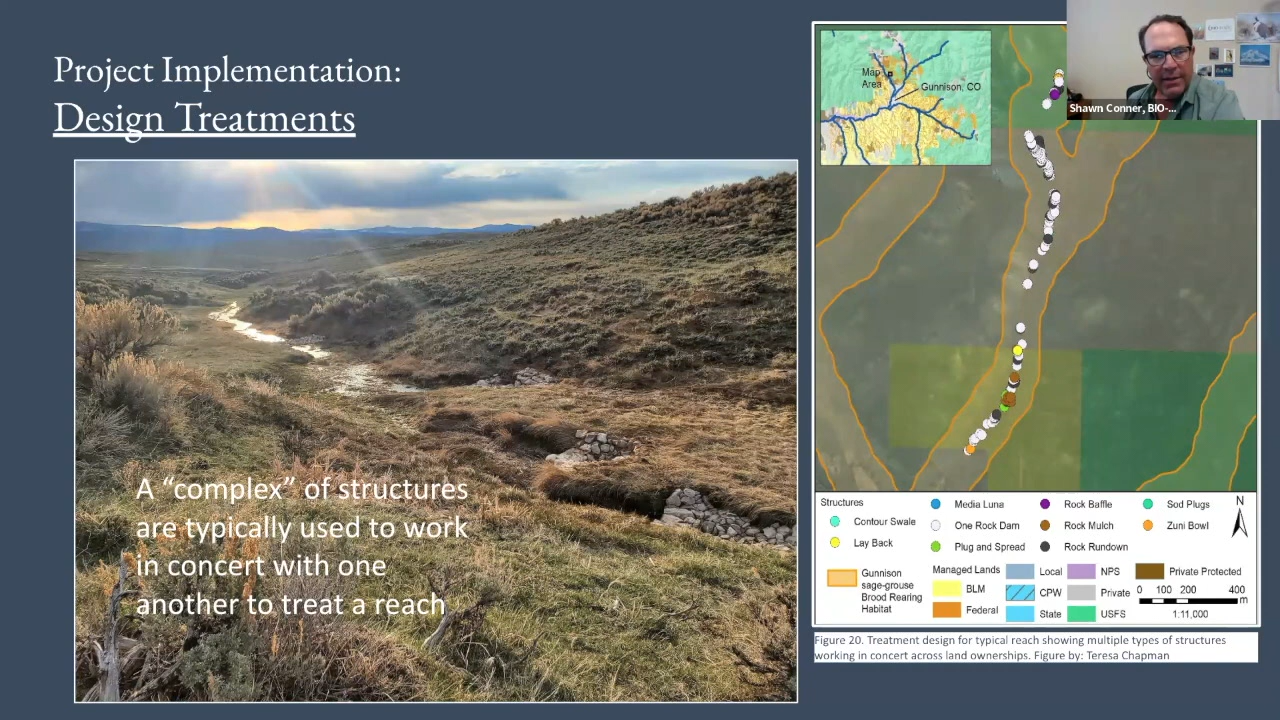 Project Implementation:
Design Treatments
A “complex” of structures
are typically used to work
in concert with one
another to treat a reach
Map
Area
Gunnison, CO
Shawn Conner, BIO-...
Structures
Contour Swale
Lay Back
Media Luna
One Rock Dam
Plug and Spread
Rock Baffle
Rock Mulch
Rock Rundown
Sod Plugs
Zuni Bowl
N
Gunnison
sage-grouse
Brood Rearing
Habitat
Managed Lands
BLM
Federal
Local
CPW
State
NPS
Private
USFS
Private Protected
0 100 200 400
m
1:11,000
Figure 20. Treatment design for typical reach showing multiple types of structures
working in concert across land ownerships. Figure by: Teresa Chapman